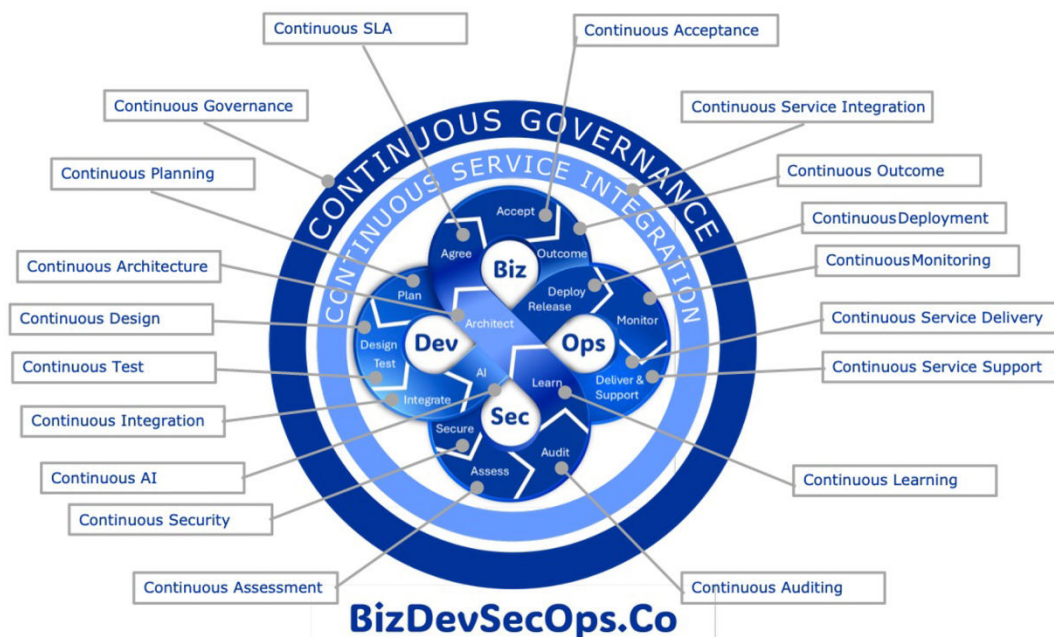 Continuous SLA
Continuous Acceptance
Continuous Governance
Continuous Service Integration
Continuous Planning
Continuous Outcome
Continuous Deployment
Continuous Architecture
Continuous Monitoring
Continuous Design
Continuous Service Delivery
Continuous Test
Continuous Service Support
Continuous Integration
Continuous AI
Continuous Learning
Continuous Security
Continuous Assessment
Continuous Auditing
CONTINUOUS GOVERNANCE
CONTINUOUS SERVICE INTEGRATION
Accept
Agree
Outcome
Biz
Plan
Deploy
Release
Architect
Monitor
Design
Dev
Ops
Test
AI
Learn
Deliver &
Support
Integrate
Sec
Secure
Audit
Assess
BizDevSecOps.Co